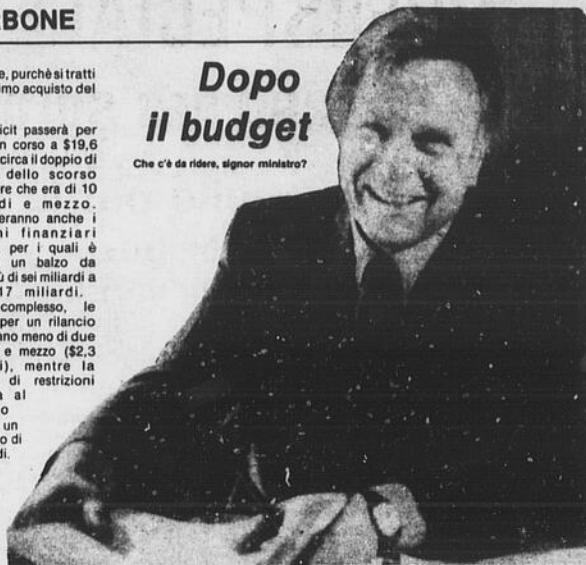 BONE
e, purchè si tratti
imo acquisto del
icit passerà per
n corso a $19,6
circa il doppio di
dello scorso
re che era di 10
di e mezzo.
eranno anche i
ni finanziari
per i quali è
un balzo da
ù di sei miliardi a
17 miliardi.
complesso, le
per un rilancio
nno meno di due
e mezzo ($2,3
i), mentre la
di restrizioni
a al
o
un
o di
di.
Dopo
il budget
Che c'è da ridere, signor ministro?